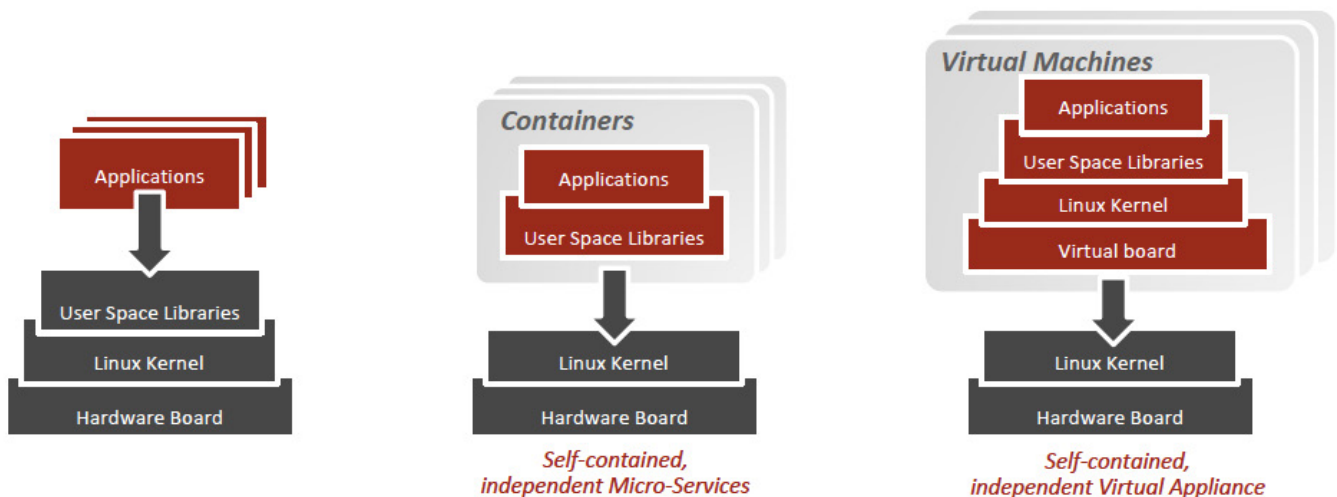 Applications
User Space Libraries
Linux Kernel
Hardware Board
Containers
Applications
User Space Libraries
Linux Kernel
Hardware Board
Self-contained,
independent Micro-Services
Virtual Machines
Applications
User Space Libraries
Linux Kernel
Virtual board
Linux Kernel
Hardware Board
Self-contained,
independent Virtual Appliance